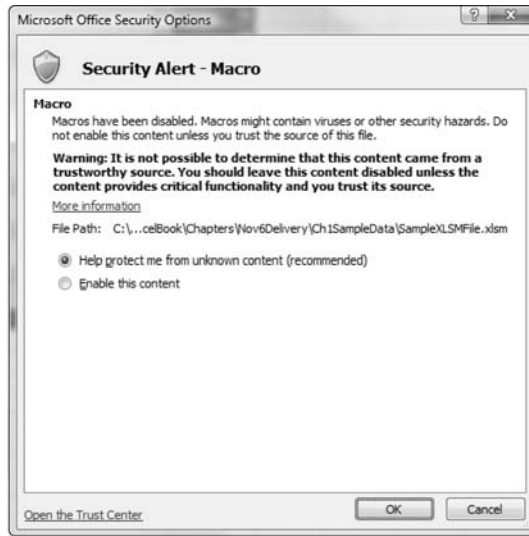 Microsoft Office Security Options
Security Alert - Macro
Macro
Macros have been disabled. Macros might contain viruses or other security hazards. Do
not enable this content unless you trust the source of this file.
Warning: It is not possible to determine that this content came from a
trustworthy source. You should leave this content disabled unless the
content provides critical functionality and you trust its source.
More information
File Path: C:\...celBook\Chapters\Nov6Delivery\Ch1SampleData\SampleXLSMFile.xlsm
Help protect me from unknown content (recommended)
Enable this content
Open the Trust Center
OK
Cancel